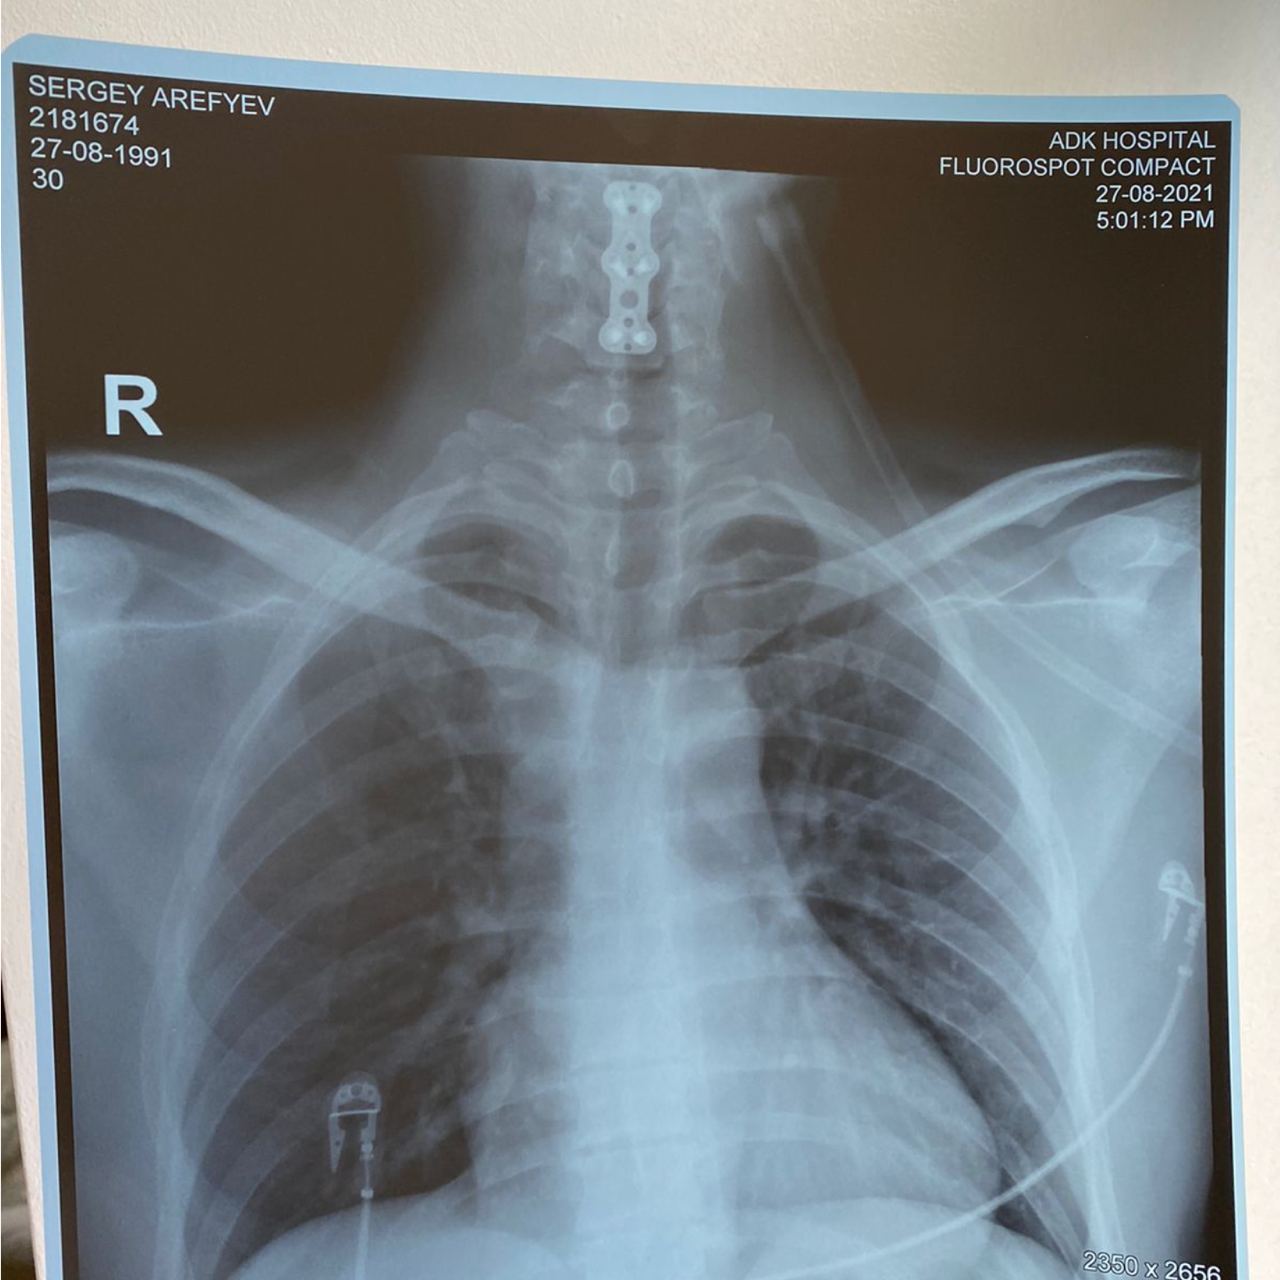 SERGEY AREFYEV
2181674
27-08-1991
30
ADK HOSPITAL
FLUOROSPOT COMPACT
27-08-2021
5:01:12 PM
R
2350 x 2656